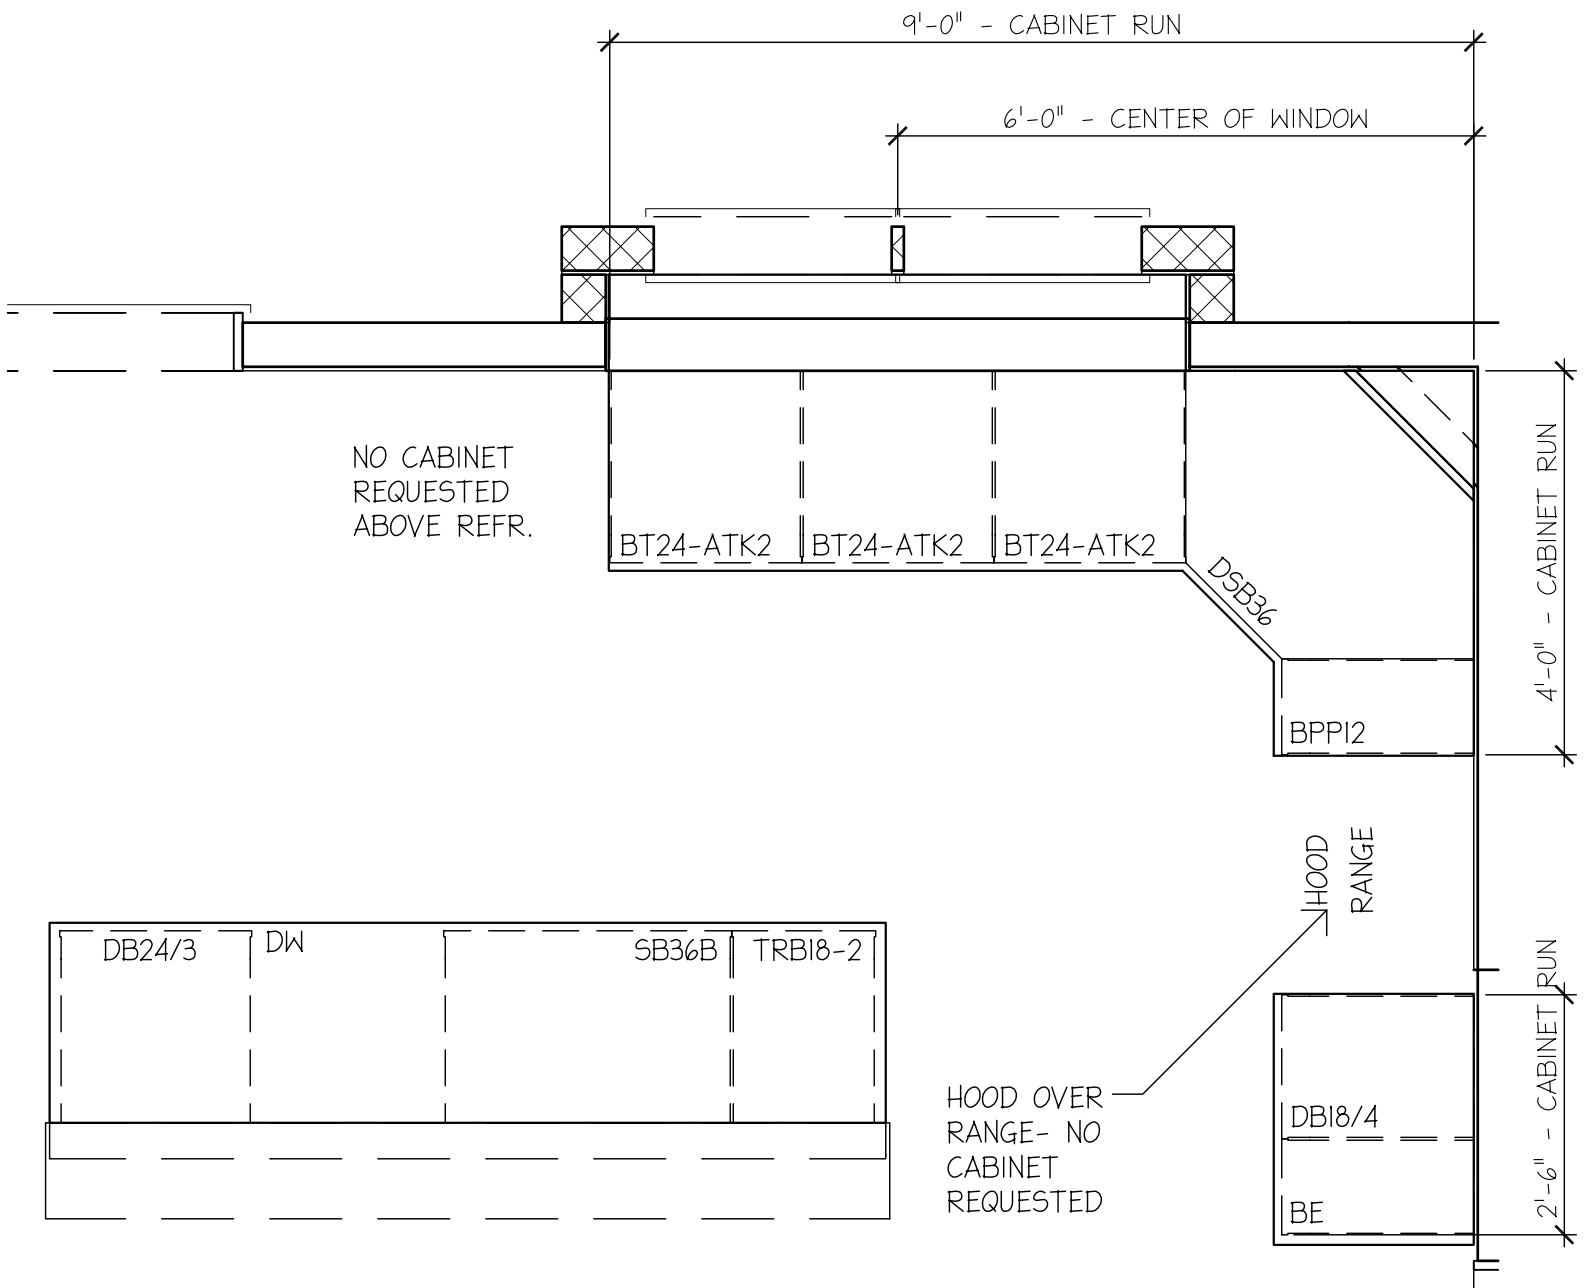 9'-0" - CABINET RUN
6'-0" - CENTER OF WINDOW
NO CABINET
REQUESTED
ABOVE REFR.
BT24-ATK2
BT24-ATK2
BT24-ATK2
DSB36
4'-0" - CABINET RUN
BPP12
HOOD
RANGE
DB24/3
DW
SB36B
TRB18-2
HOOD OVER
RANGE- NO
CABINET
REQUESTED
DB18/4
BE
2'-6" - CABINET RUN